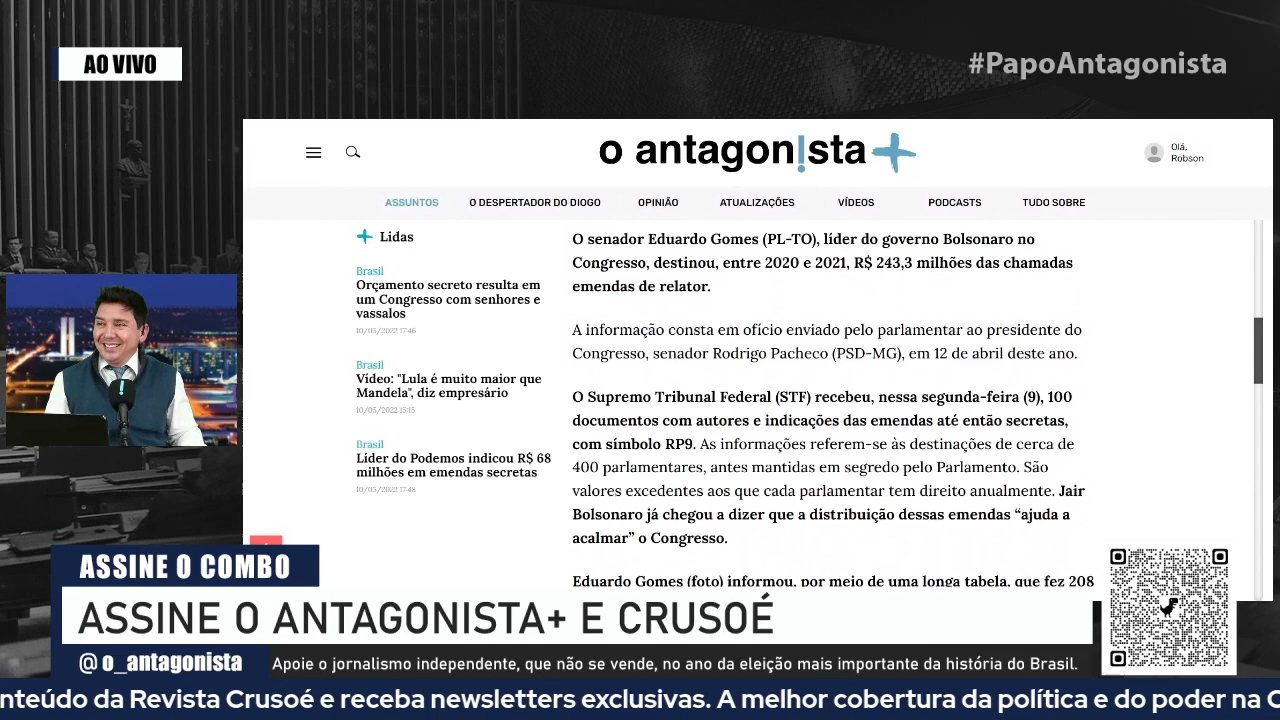 AO VIVO
#PapoAntagonista
o antagon!sta+
Olá,
Robson
ASSUNTOS
O DESPERTADOR DO DIOGO
OPINIÃO
ATUALIZAÇÕES
VÍDEOS
PODCASTS
TUDO SOBRE
+ Lidas
Brasil
Orçamento secreto resulta em
um Congresso com senhores e
vassalos
10/05/2022 17:46
Brasil
Vídeo: "Lula é muito maior que
Mandela", diz empresário
10/05/2022 15:15
Brasil
Líder do Podemos indicou R$ 68
milhões em emendas secretas
10/05/2022 17:48
O senador Eduardo Gomes (PL-TO), líder do governo Bolsonaro no
Congresso, destinou, entre 2020 e 2021, R$ 243,3 milhões das chamadas
emendas de relator.
A informação consta em ofício enviado pelo parlamentar ao presidente do
Congresso, senador Rodrigo Pacheco (PSD-MG), em 12 de abril deste ano.
O Supremo Tribunal Federal (STF) recebeu, nessa segunda-feira (9), 100
documentos com autores e indicações das emendas até então secretas,
com símbolo RP9. As informações referem-se às destinações de cerca de
400 parlamentares, antes mantidas em segredo pelo Parlamento. São
valores excedentes aos que cada parlamentar tem direito anualmente. Jair
Bolsonaro já chegou a dizer que a distribuição dessas emendas “ajuda a
acalmar” o Congresso.
Eduardo Gomes (foto) informou, por meio de uma longa tabela, que fez 208
ASSINE O COMBO
ASSINE O ANTAGONISTA+ E CRUSOÉ
@o_antagonista
Apoie o jornalismo independente, que não se vende, no ano da eleição mais importante da história do Brasil.
nteúdo da Revista Crusoé e receba newsletters exclusivas. A melhor cobertura da política e do poder na C